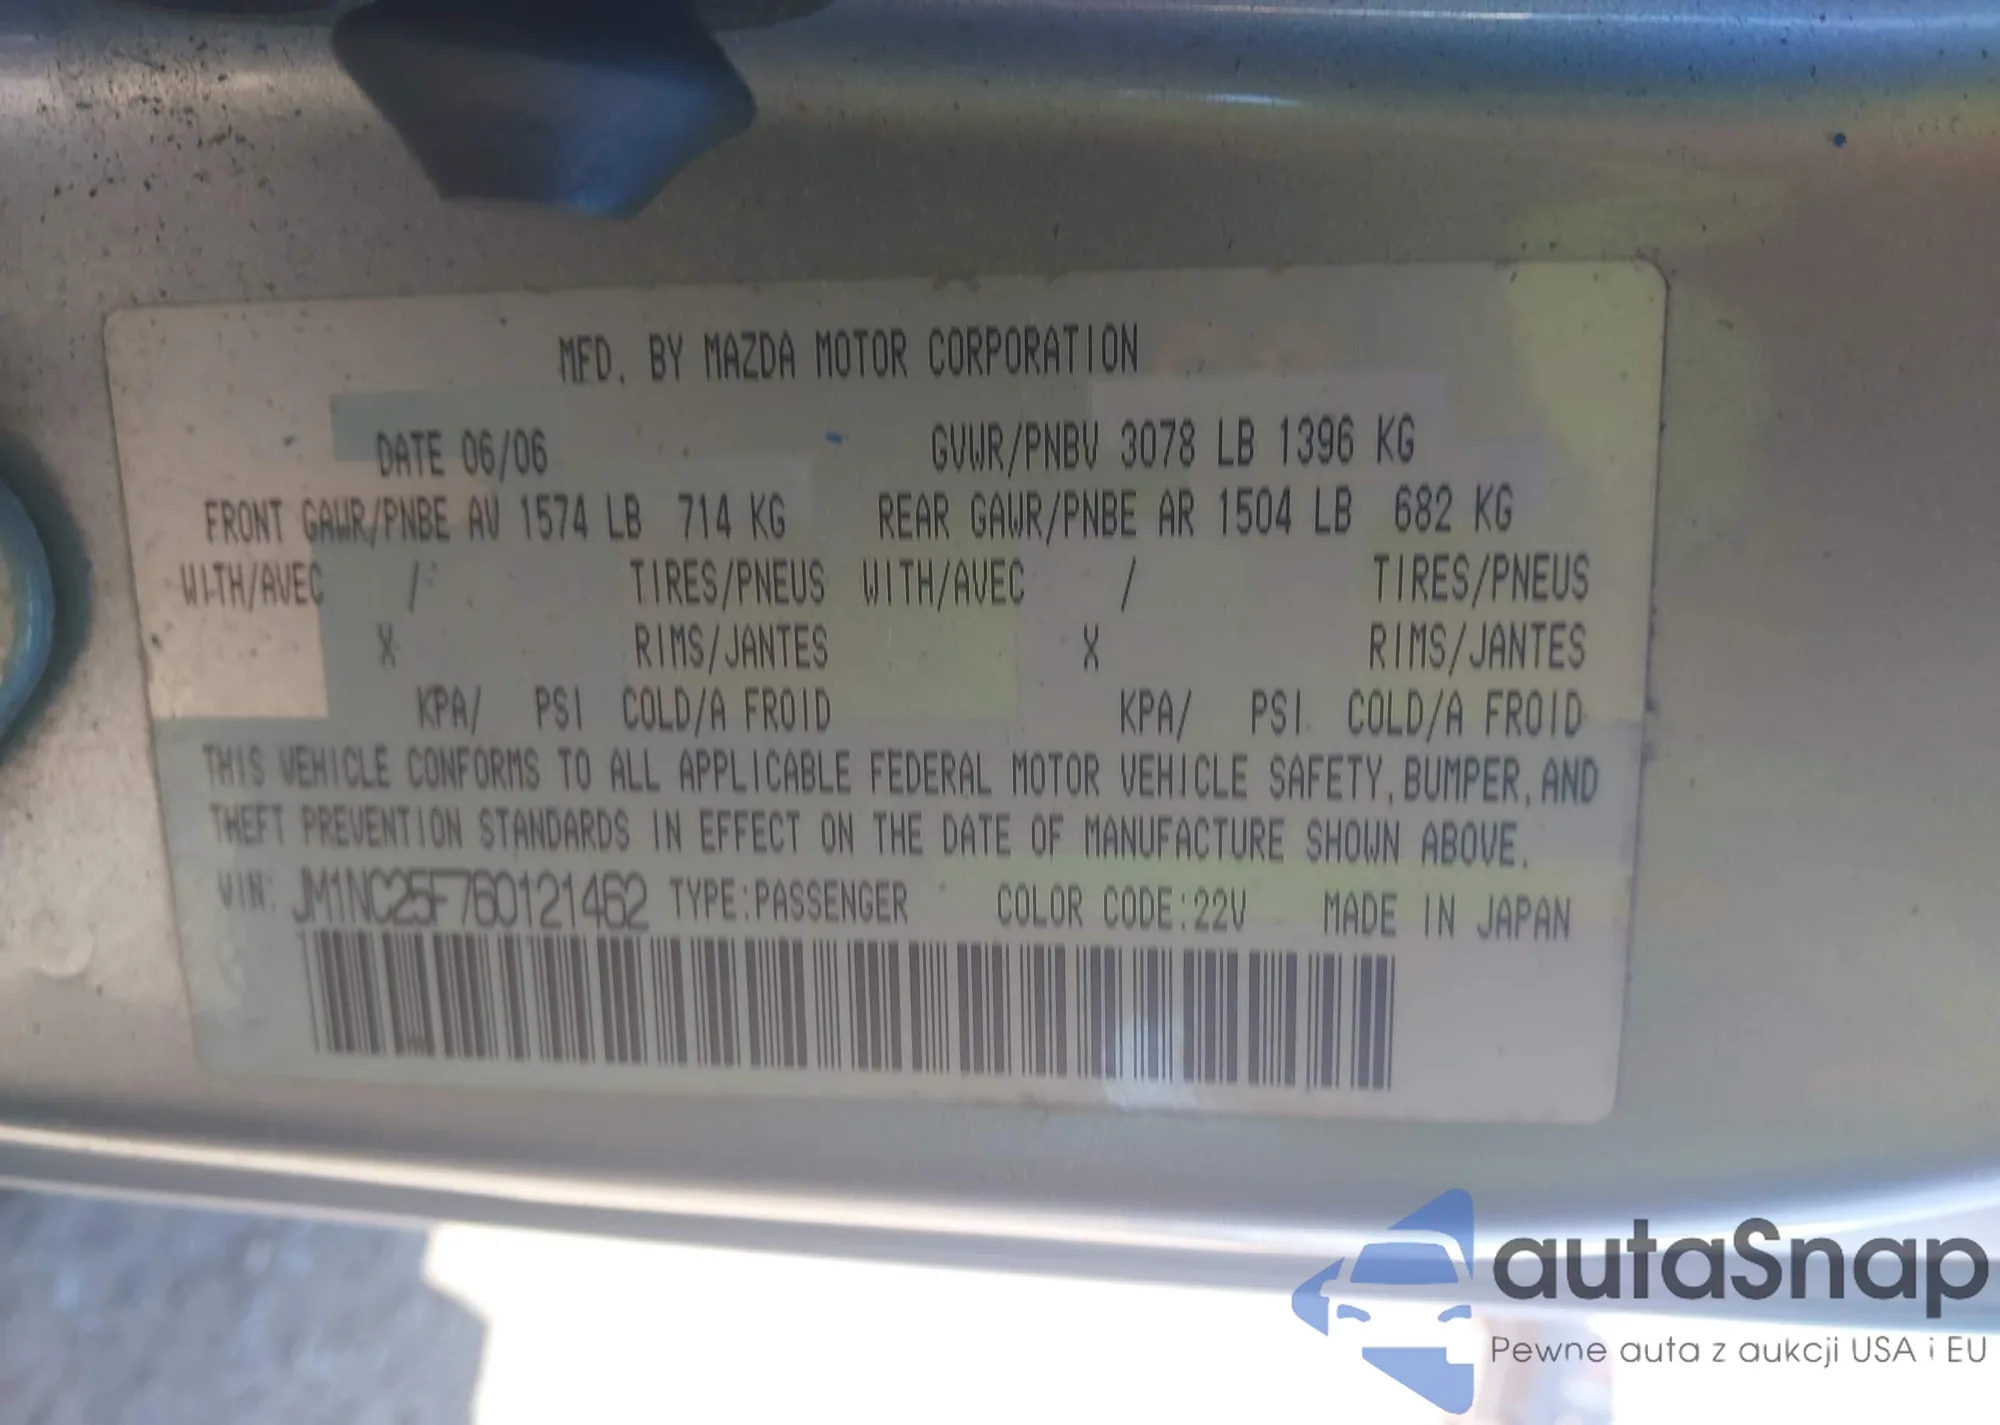 MFD. BY MAZDA MOTOR CORPORATION
DATE 06/06 GVWR/PNBV 3078 LB 1396 KG
FRONT GAWR/PNBE AV 1574 LB 714 KG REAR GAWR/PNBE AR 1504 LB 682 KG
WITH/AVEC / TIRES/PNEUS WITH/AVEC / TIRES/PNEUS
X RIMS/JANTES X RIMS/JANTES
KPA/ PSI COLD/A FROID KPA/ PSI COLD/A FROID
THIS VEHICLE CONFORMS TO ALL APPLICABLE FEDERAL MOTOR VEHICLE SAFETY, BUMPER, AND
THEFT PREVENTION STANDARDS IN EFFECT ON THE DATE OF MANUFACTURE SHOWN ABOVE.
VIN: JM1NC25F760121462 TYPE:PASSENGER COLOR CODE:22V MADE IN JAPAN
autaSnap
Pewne auta z aukcji USA i EU